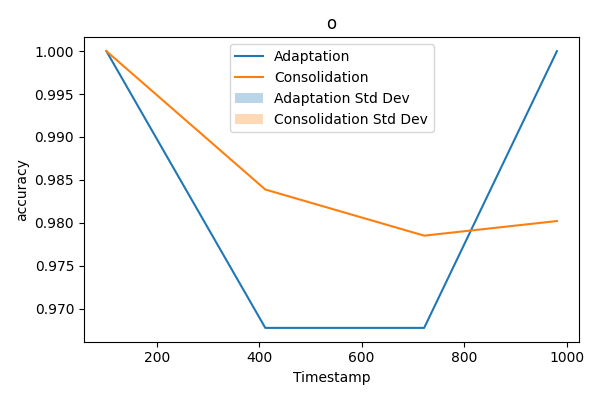 o
Adaptation
Consolidation
Adaptation Std Dev
Consolidation Std Dev
1.000
0.995
0.990
0.985
0.980
0.975
0.970
accuracy
200 400 600 800 1000
Timestamp